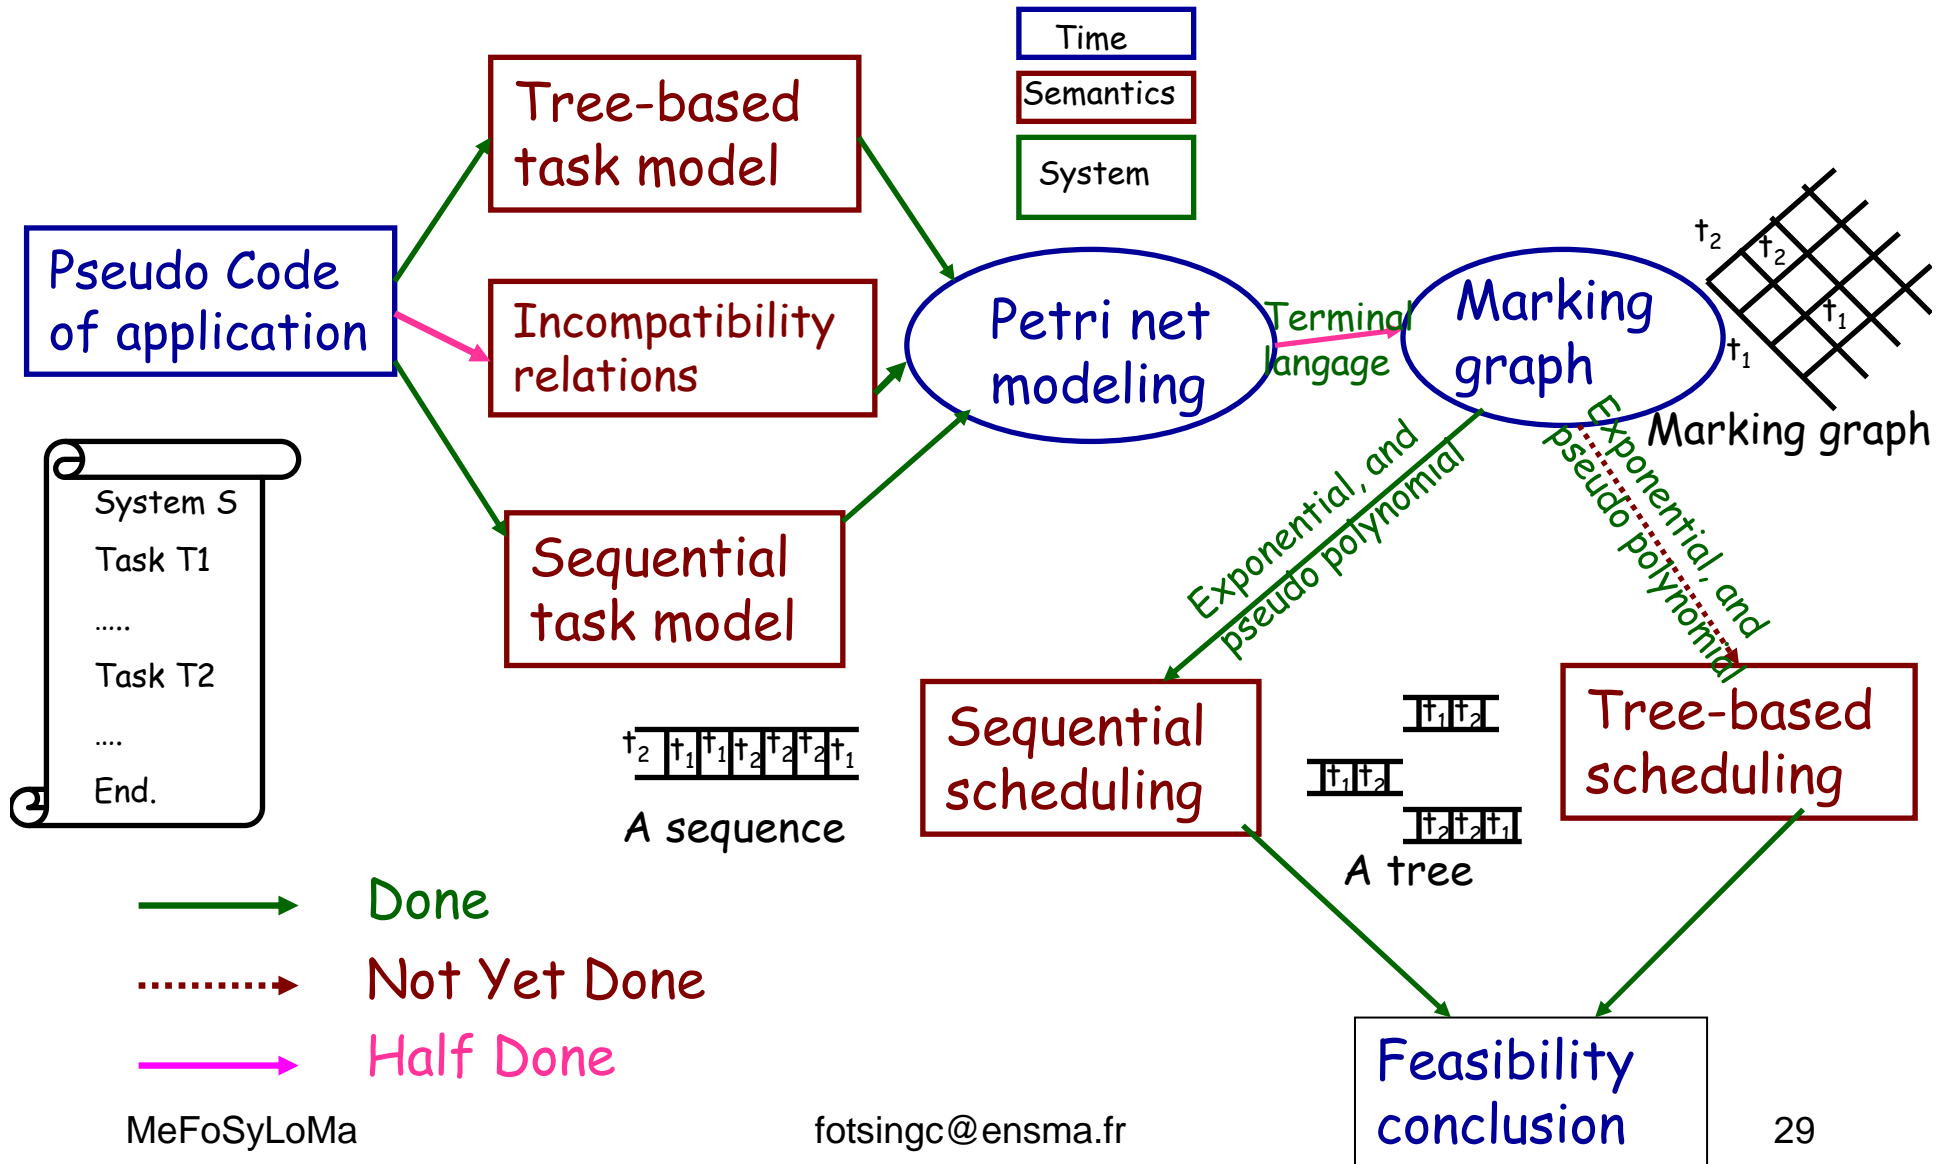 Time
Semantics
System
Tree-based
task model
Pseudo Code
of application
Incompatibility
relations
Sequential
task model
Petri net
modeling
Terminal
langage
Marking
graph
t2
t2
t1
t1
Marking graph
Exponential, and
pseudo polynomial
Exponential, and
pseudo polynomial
System S
Task T1
.....
Task T2
....
End.
t2 t1 t1 t2 t2 t2 t1
A sequence
Sequential
scheduling
t1 t2
t1 t2
t2 t2 t1
A tree
Tree-based
scheduling
Done
Not Yet Done
Half Done
Feasibility
conclusion
MeFoSyLoMa
fotsingc@ensma.fr
29